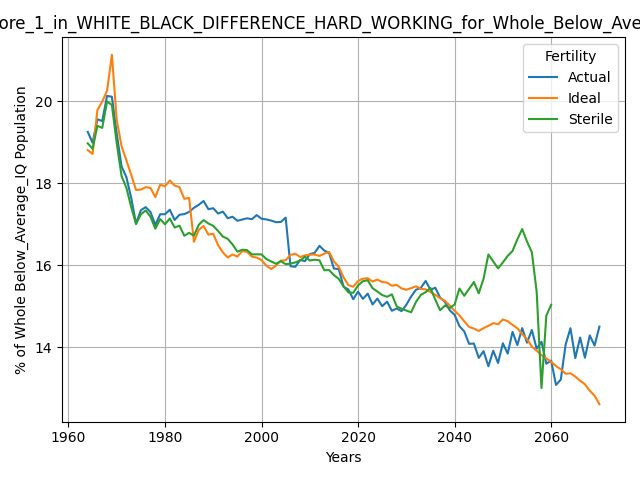 ore_1_in_WHITE_BLACK_DIFFERENCE_HARD_WORKING_for_Whole_Below_Ave
Fertility
Actual
Ideal
Sterile
% of Whole Below_Average_IQ Population
20
18
16
14
1960
1980
2000
2020
2040
2060
Years